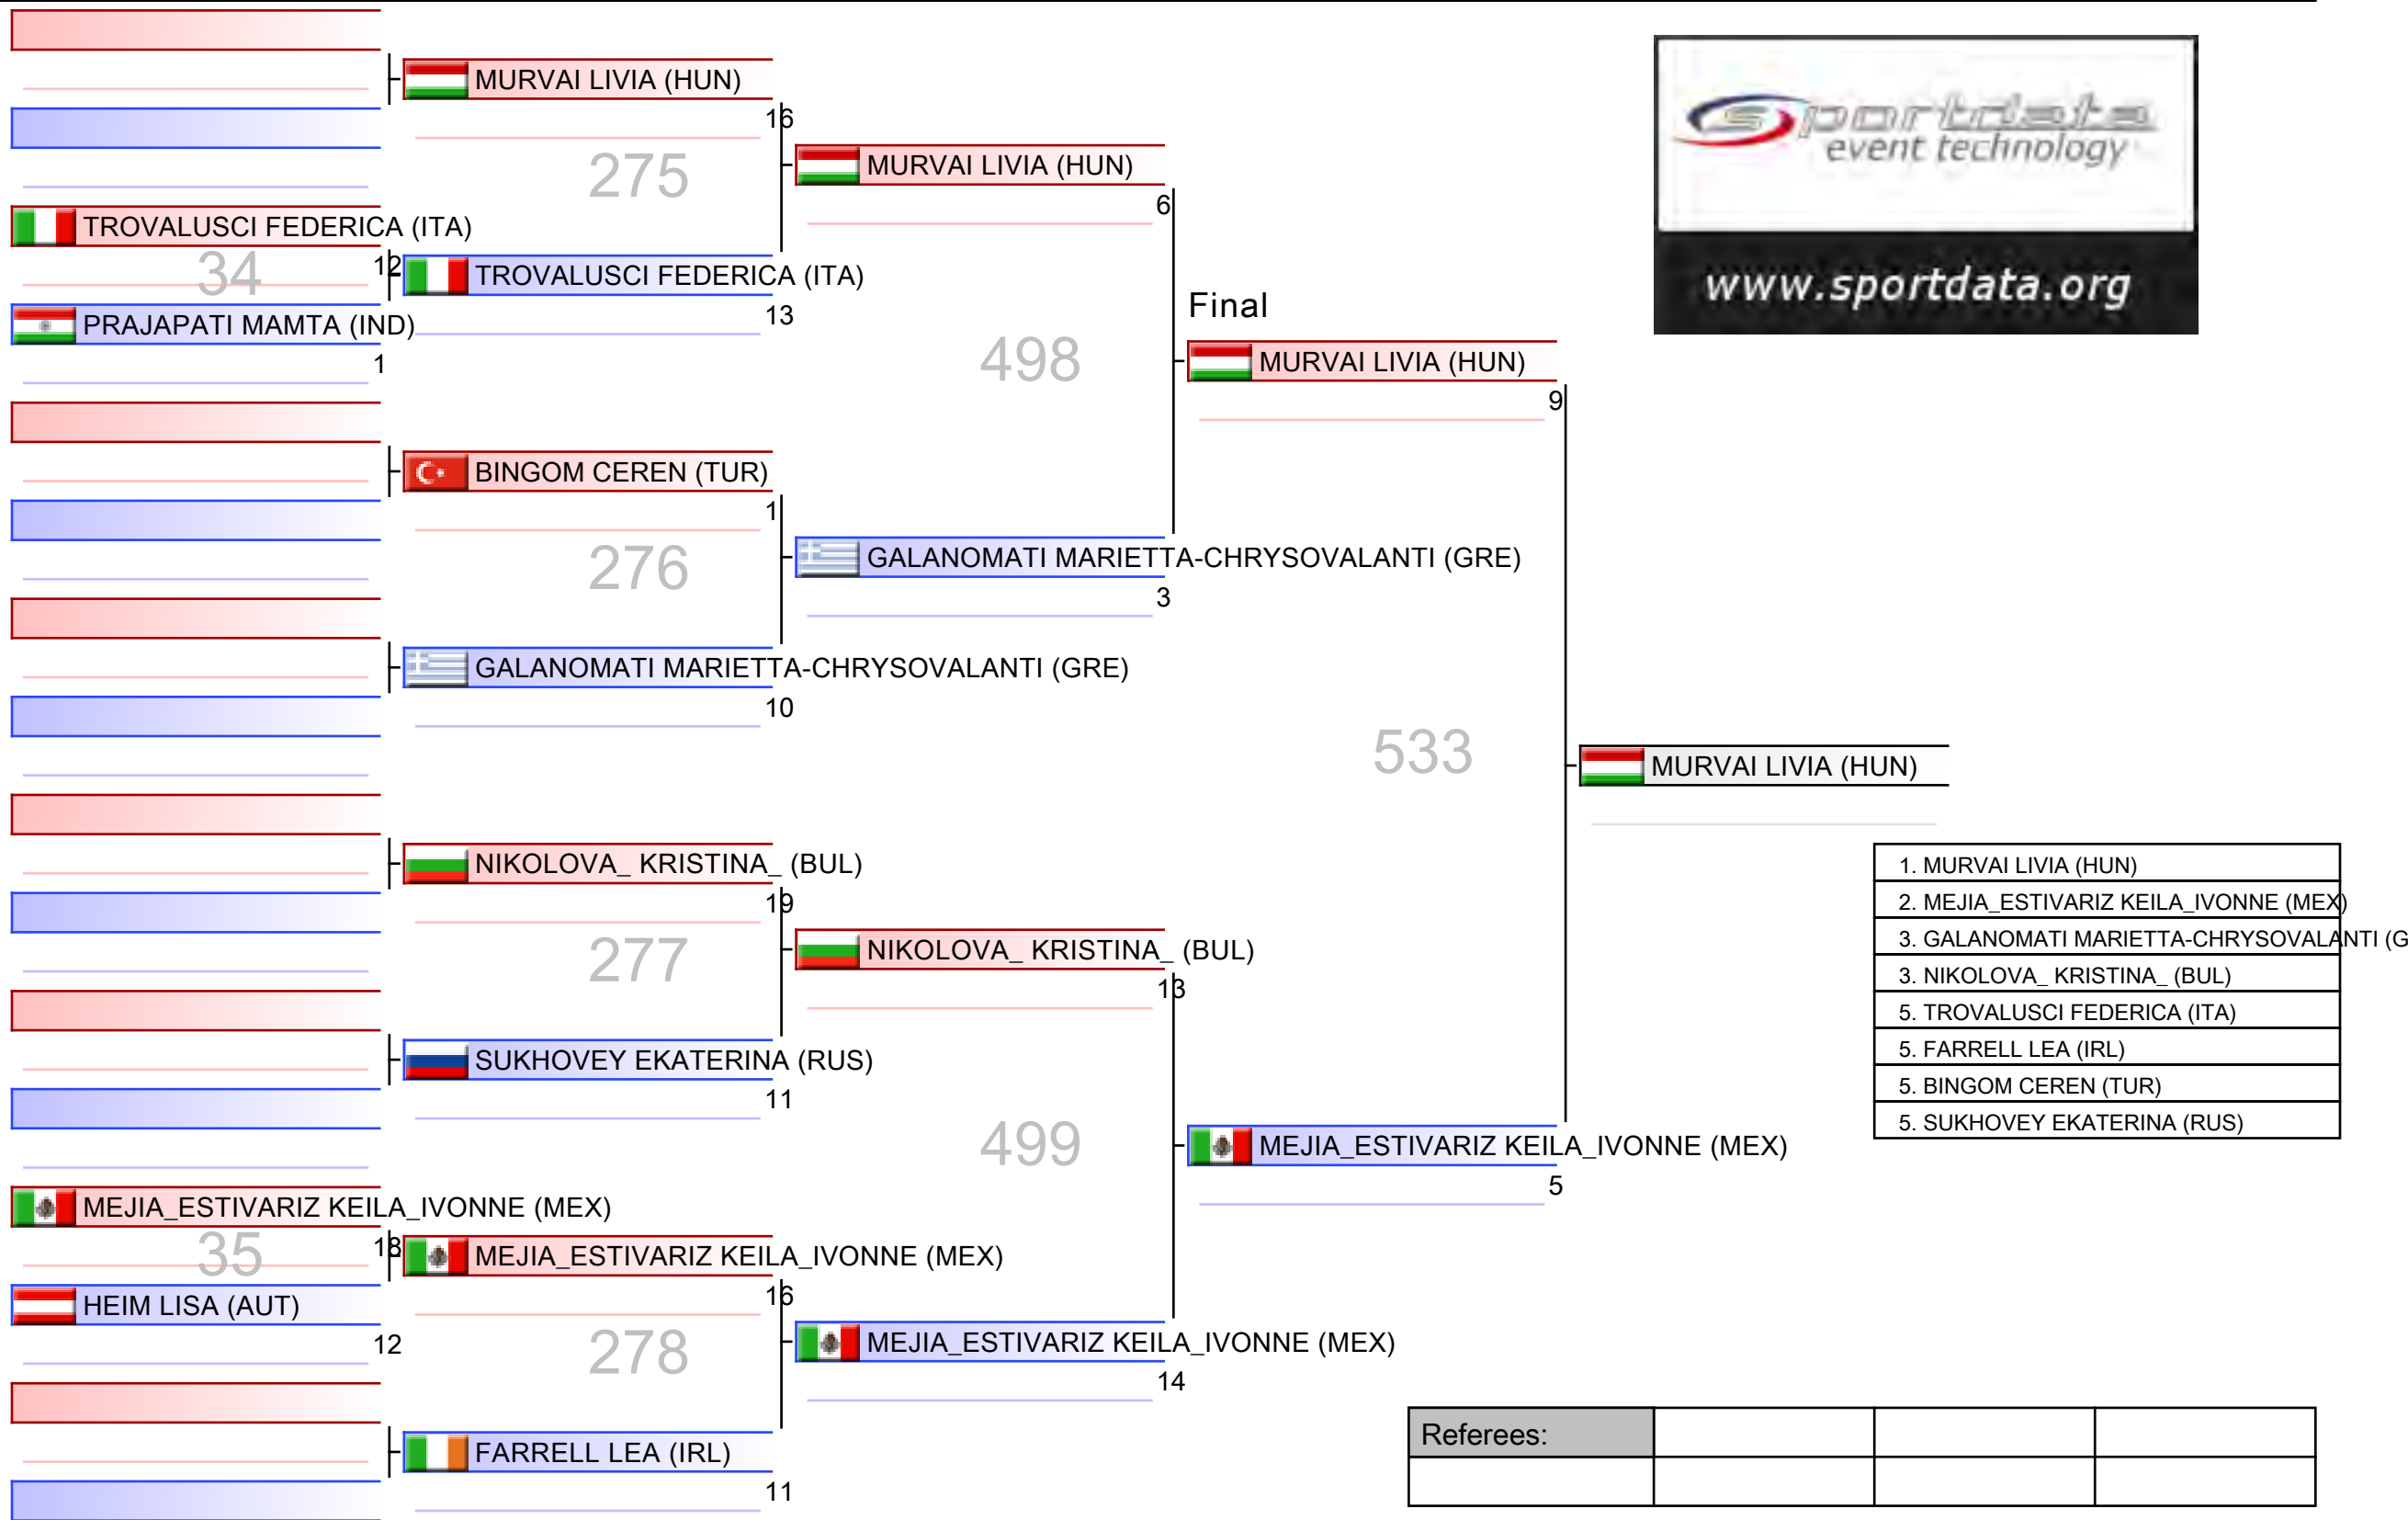 MURVAI LIVIA (HUN)
16
275
TROVALUSCI FEDERICA (ITA)
12
34
PRAJAPATI MAMTA (IND)
1
TROVALUSCI FEDERICA (ITA)
13
MURVAI LIVIA (HUN)
6
498
BINGOM CEREN (TUR)
1
276
GALANOMATI MARIETTA-CHRYSOVALANTI (GRE)
10
GALANOMATI MARIETTA-CHRYSOVALANTI (GRE)
3
Final
MURVAI LIVIA (HUN)
9
533
NIKOLOVA_ KRISTINA_ (BUL)
19
277
SUKHOVEY EKATERINA (RUS)
11
NIKOLOVA_ KRISTINA_ (BUL)
13
499
MEJIA_ESTIVARIZ KEILA_IVONNE (MEX)
18
35
HEIM LISA (AUT)
12
MEJIA_ESTIVARIZ KEILA_IVONNE (MEX)
16
278
FARRELL LEA (IRL)
11
MEJIA_ESTIVARIZ KEILA_IVONNE (MEX)
14
MEJIA_ESTIVARIZ KEILA_IVONNE (MEX)
5
MURVAI LIVIA (HUN)
sportdata
event technology
www.sportdata.org
1. MURVAI LIVIA (HUN)
2. MEJIA_ESTIVARIZ KEILA_IVONNE (MEX)
3. GALANOMATI MARIETTA-CHRYSOVALANTI (G
3. NIKOLOVA_ KRISTINA_ (BUL)
5. TROVALUSCI FEDERICA (ITA)
5. FARRELL LEA (IRL)
5. BINGOM CEREN (TUR)
5. SUKHOVEY EKATERINA (RUS)
Referees: